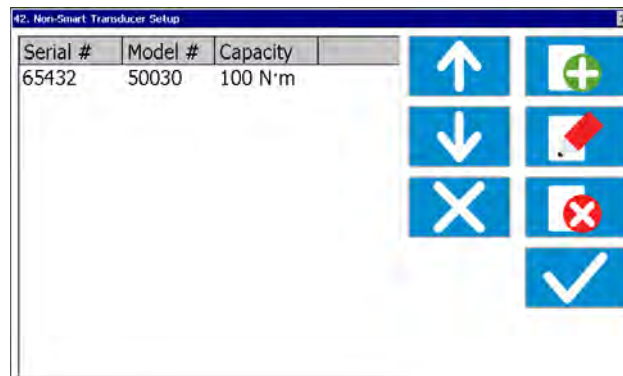 42. Non-Smart Transducer Setup
Serial # Model # Capacity
65432 50030 100 N·m